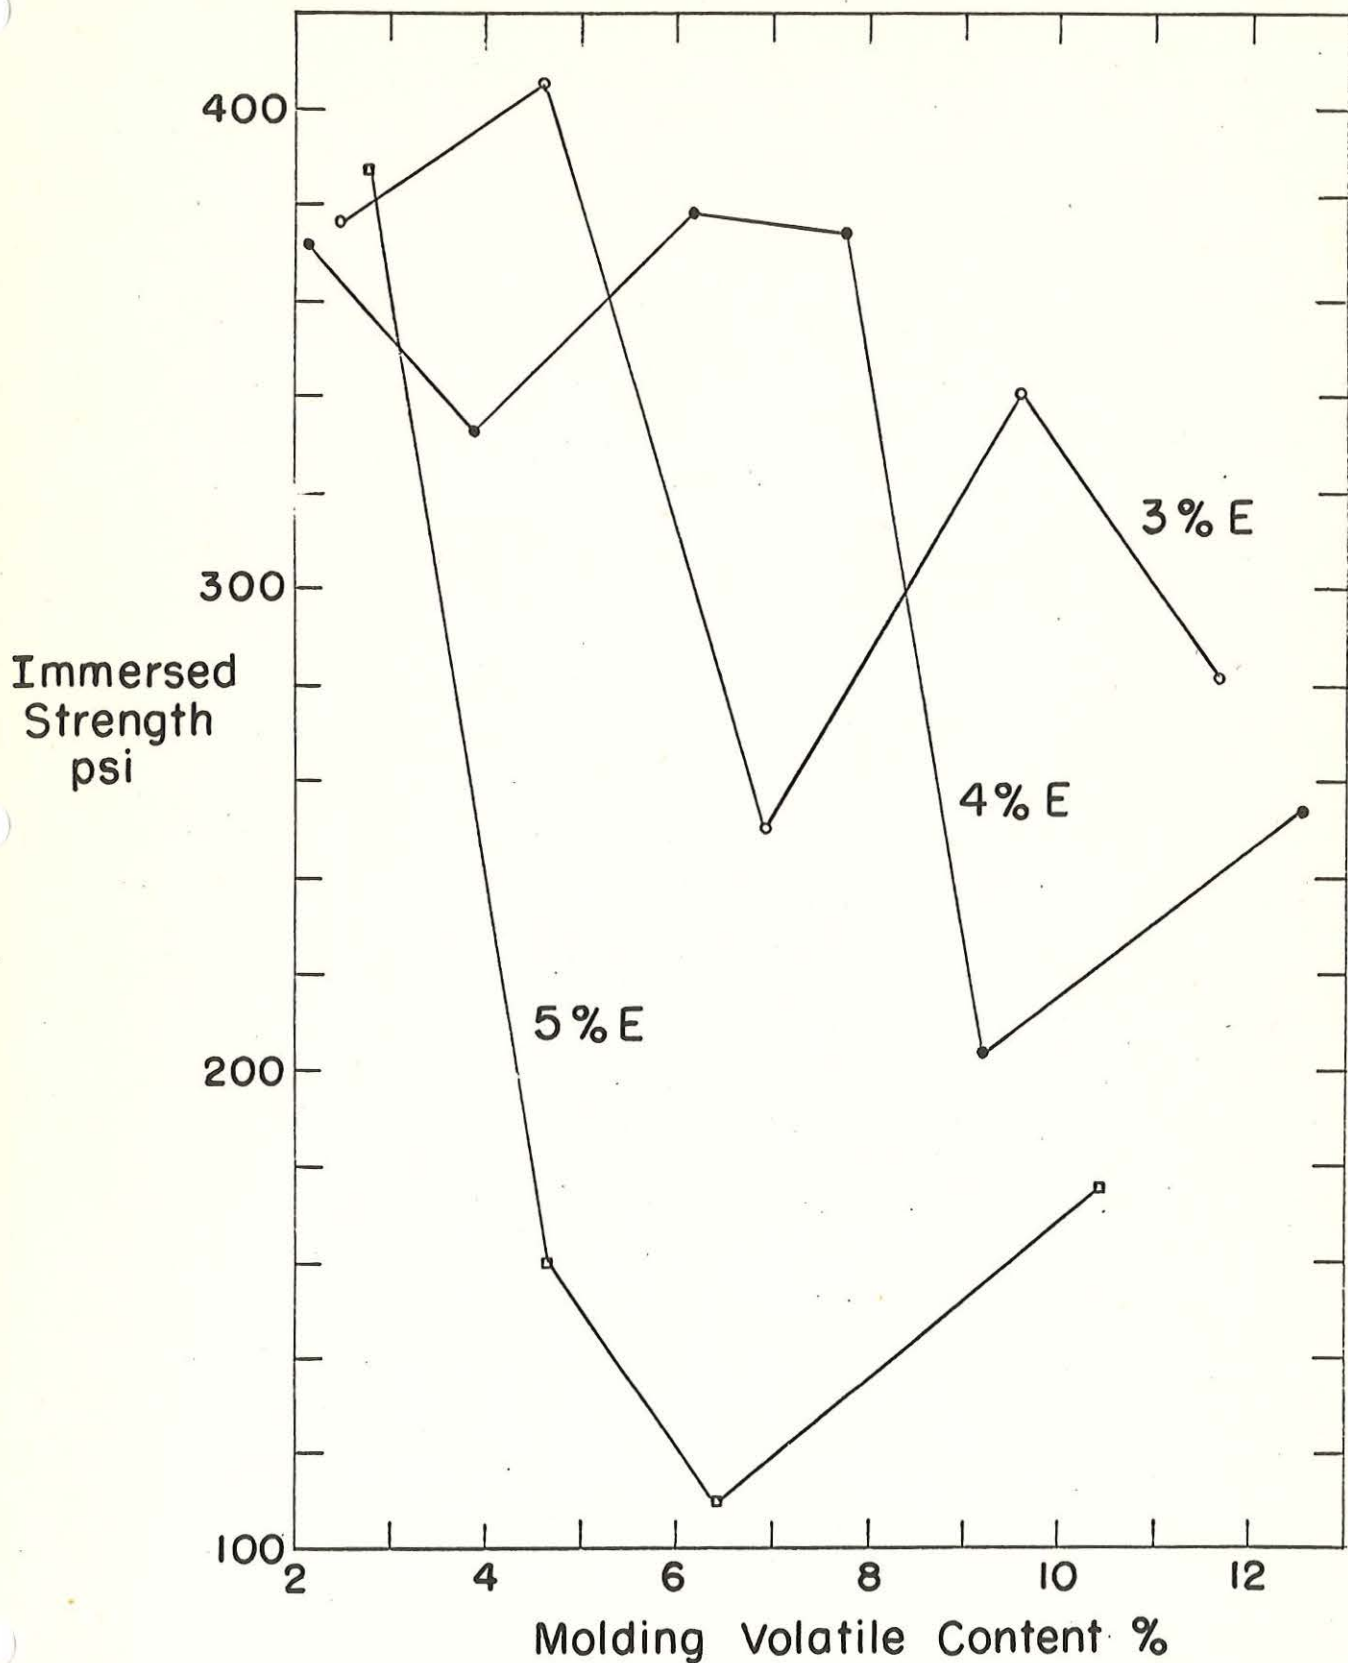 400
300
Immersed
Strength
psi
200
100
3% E
4% E
5% E
2 4 6 8 10 12
Molding Volatile Content %